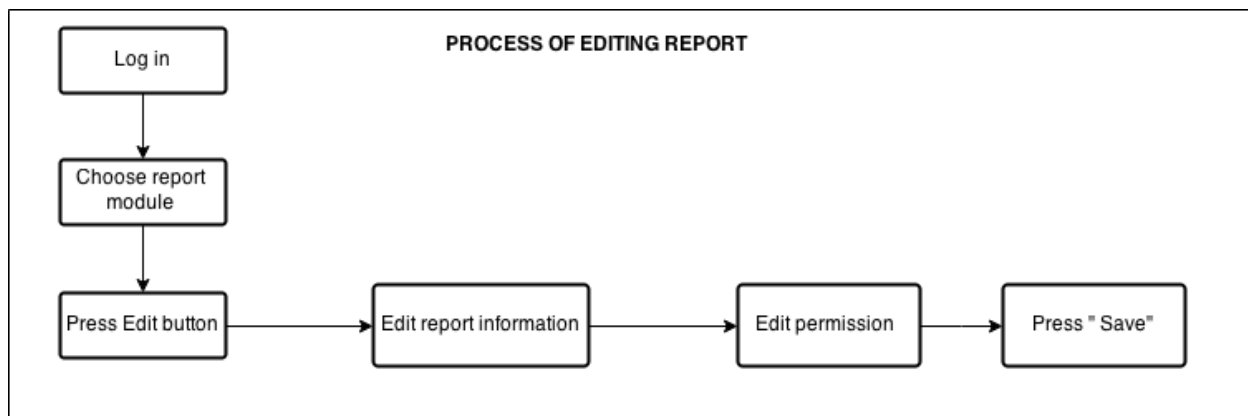 PROCESS OF EDITING REPORT
Log in
Choose report
module
Press Edit button
Edit report information
Edit permission
Press " Save"